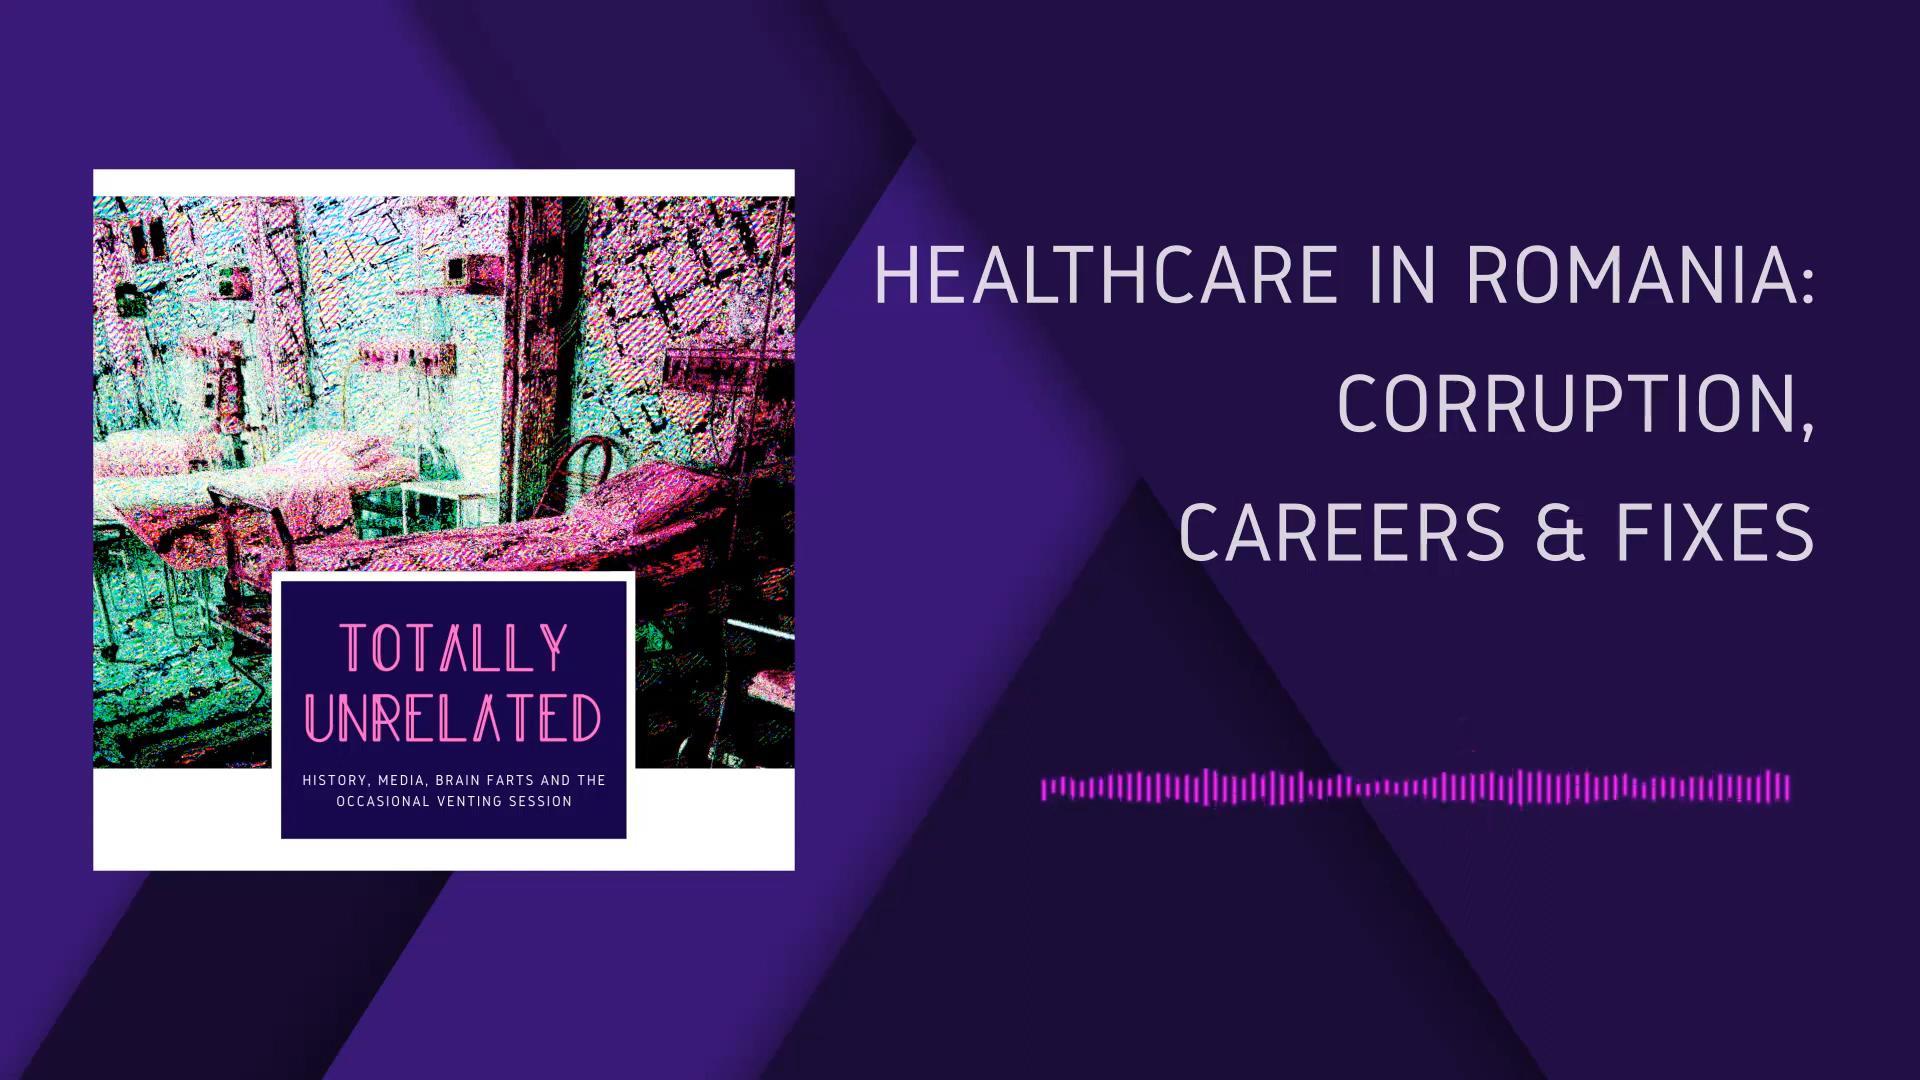 HEALTHCARE IN ROMANIA:
CORRUPTION,
CAREERS & FIXES
TOTALLY
UNRELATED
HISTORY, MEDIA, BRAIN FARTS AND THE
OCCASIONAL VENTING SESSION